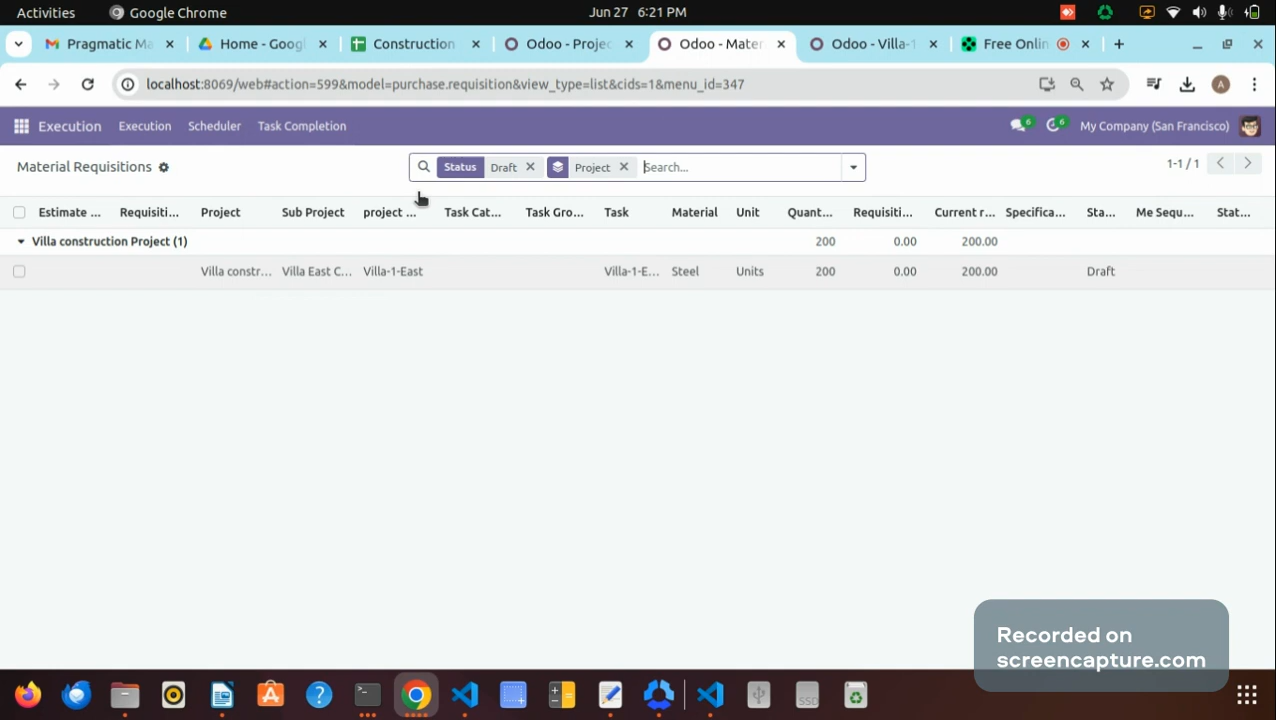 Activities Google Chrome Jun 27 6:21 PM
Pragmatic Ma Home - Googl Construction Odoo - Projec Odoo - Mater Odoo - Villa-1 Free Onlin
localhost:8069/web#action=599&model=purchase.requisition&view_type=list&cids=1&menu_id=347 A
Execution Execution Scheduler Task Completion 6 6 My Company (San Francisco)
Material Requisitions Status Draft Project Search... 1-1 / 1
Estimate ... Requisiti... Project Sub Project project ... Task Cat... Task Gro... Task Material Unit Quant... Requisiti... Current r... Specifica... Sta... Me Sequ... Stat...
Villa construction Project (1) 200 0.00 200.00
Villa constr... Villa East C... Villa-1-East Villa-1-E... Steel Units 200 0.00 200.00 Draft
Recorded on
screencapture.com
SSD